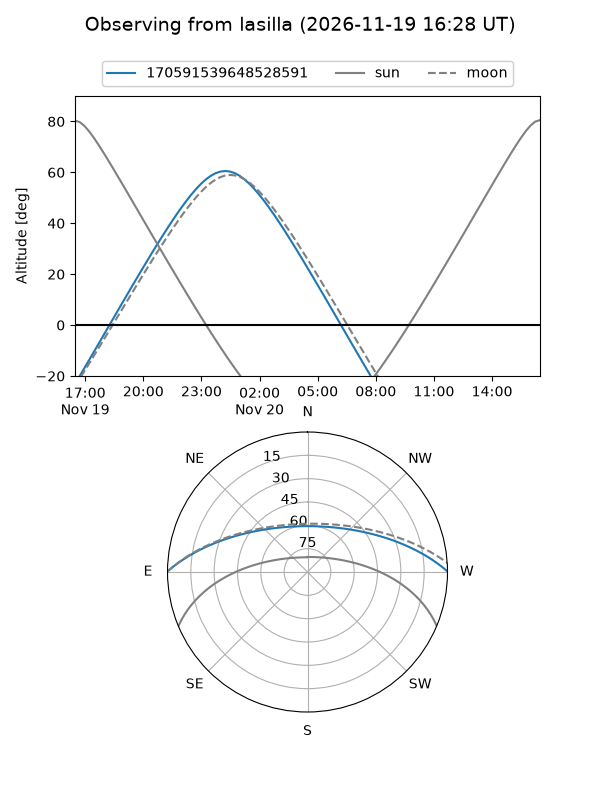 Observing from lasilla (2026-11-19 16:28 UT)
170591539648528591 sun moon
Altitude [deg]
80
60
40
20
0
−20
17:00 20:00 23:00 02:00 05:00 08:00 11:00 14:00
Nov 19 Nov 20
N
NE NW
15
30
45
60
75
E W
SE SW
S